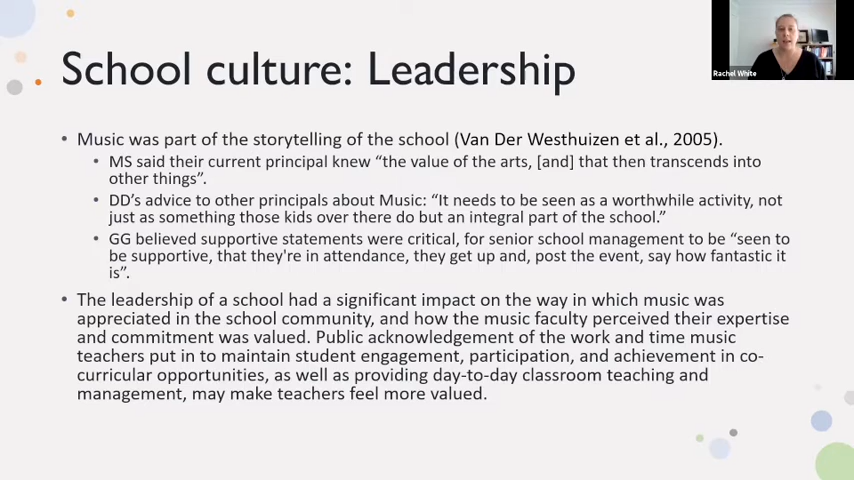 School culture: Leadership
Rachel White
• Music was part of the storytelling of the school (Van Der Westhuizen et al., 2005).
• MS said their current principal knew “the value of the arts, [and] that then transcends into
other things”.
• DD’s advice to other principals about Music: “It needs to be seen as a worthwhile activity, not
just as something those kids over there do but an integral part of the school.”
• GG believed supportive statements were critical, for senior school management to be “seen to
be supportive, that they're in attendance, they get up and, post the event, say how fantastic it
is”.
• The leadership of a school had a significant impact on the way in which music was
appreciated in the school community, and how the music faculty perceived their expertise
and commitment was valued. Public acknowledgement of the work and time music
teachers put in to maintain student engagement, participation, and achievement in co-
curricular opportunities, as well as providing day-to-day classroom teaching and
management, may make teachers feel more valued.